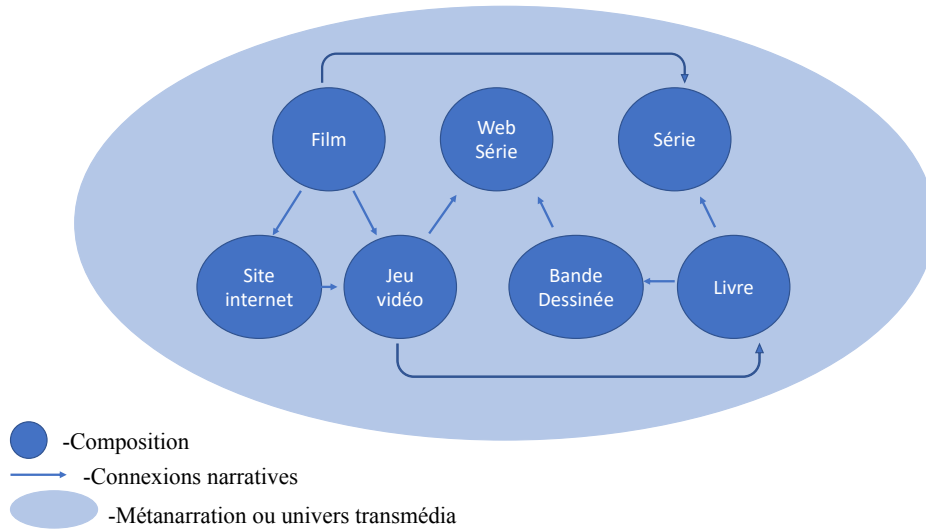 Film
Web
Série
Série
Site
internet
Jeu
vidéo
Bande
Dessinée
Livre
-Composition
-Connexions narratives
-Métanarration ou univers transmédia